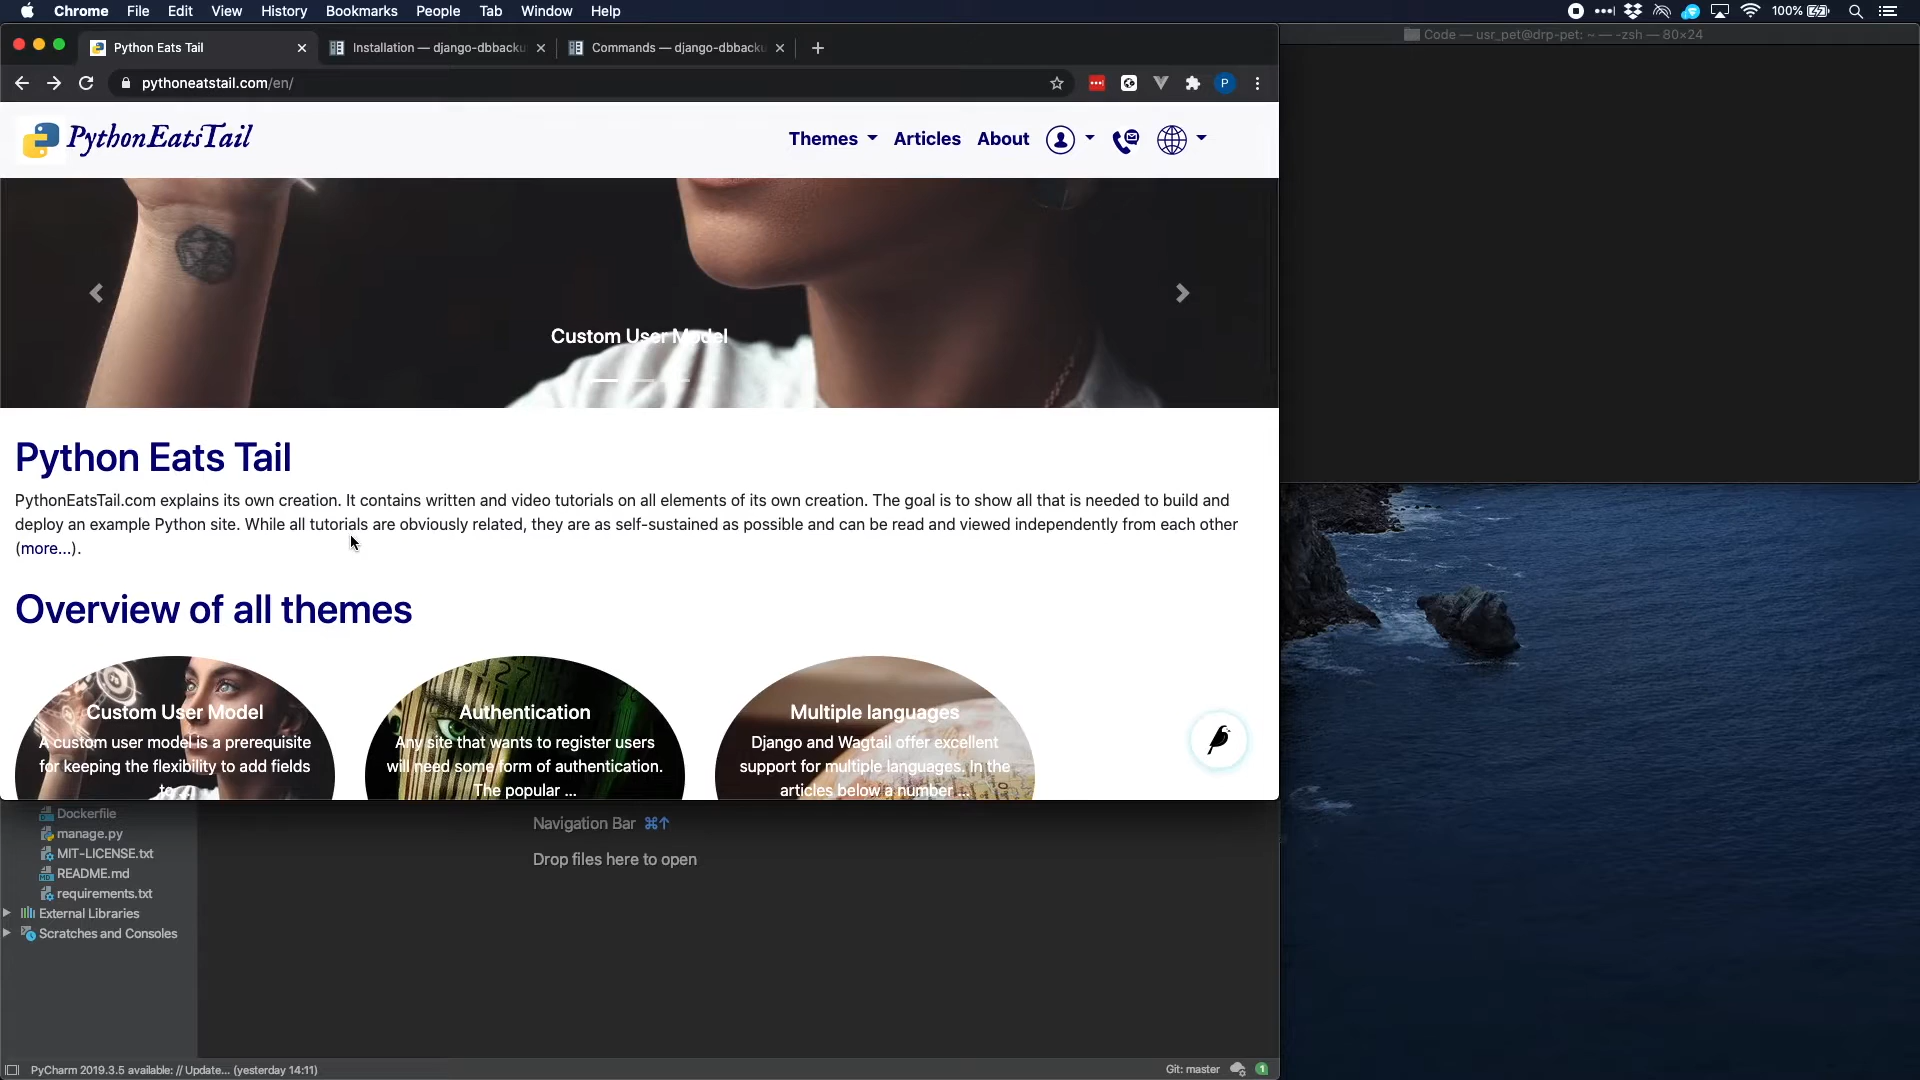 Chrome File Edit View History Bookmarks People Tab Window Help
100%
Python Eats Tail
Installation — django-dbbacku
Commands — django-dbbacku
Code — usr_pet@drp-pet: ~ — -zsh — 80×24
pythoneatstail.com/en/
P
PythonEatsTail
Themes Articles About
Custom User Model
Python Eats Tail
PythonEatsTail.com explains its own creation. It contains written and video tutorials on all elements of its own creation. The goal is to show all that is needed to build and
deploy an example Python site. While all tutorials are obviously related, they are as self-sustained as possible and can be read and viewed independently from each other
(more...).
Overview of all themes
Custom User Model
A custom user model is a prerequisite
for keeping the flexibility to add fields
to ...
Authentication
Any site that wants to register users
will need some form of authentication.
The popular ...
Multiple languages
Django and Wagtail offer excellent
support for multiple languages. In the
articles below a number ...
Dockerfile
manage.py
MIT-LICENSE.txt
README.md
requirements.txt
External Libraries
Scratches and Consoles
Navigation Bar ⌘↑
Drop files here to open
PyCharm 2019.3.5 available: // Update... (yesterday 14:11)
Git: master
1